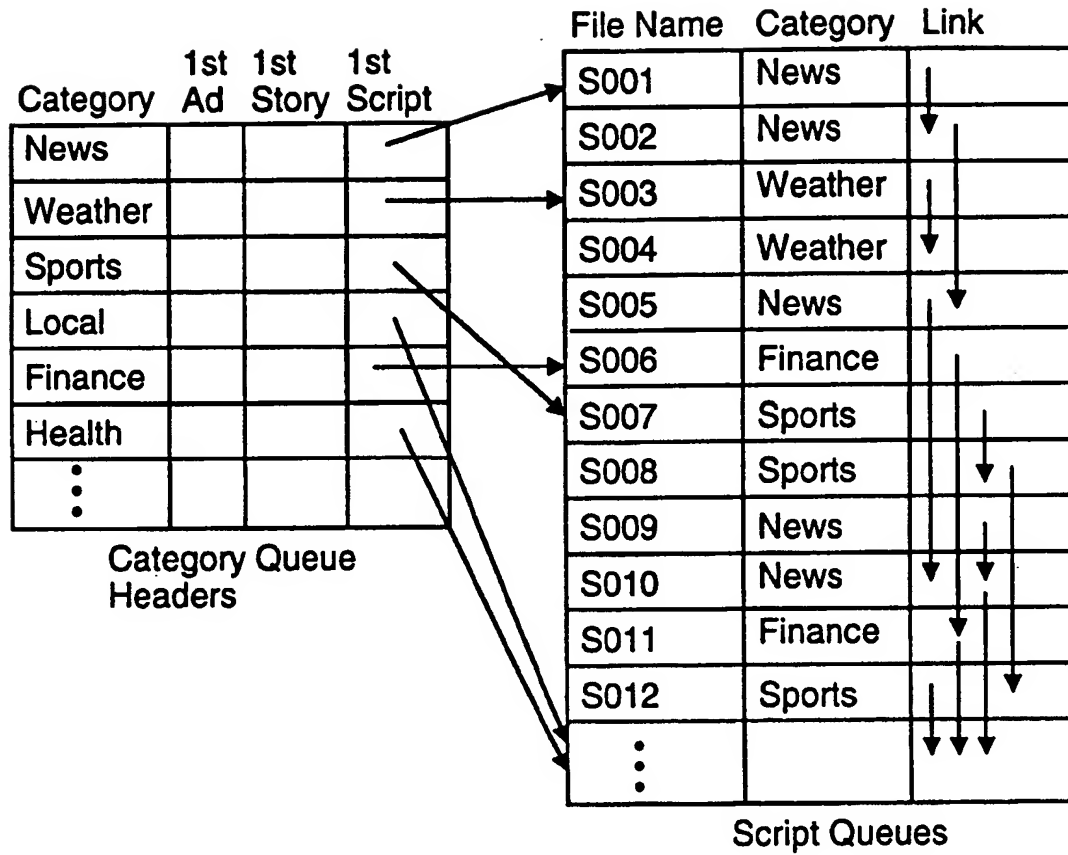 Category 1st Ad 1st Story 1st Script
News
Weather
Sports
Local
Finance
Health
Category Queue
Headers
File Name Category Link
S001 News
S002 News
S003 Weather
S004 Weather
S005 News
S006 Finance
S007 Sports
S008 Sports
S009 News
S010 News
S011 Finance
S012 Sports
Script Queues